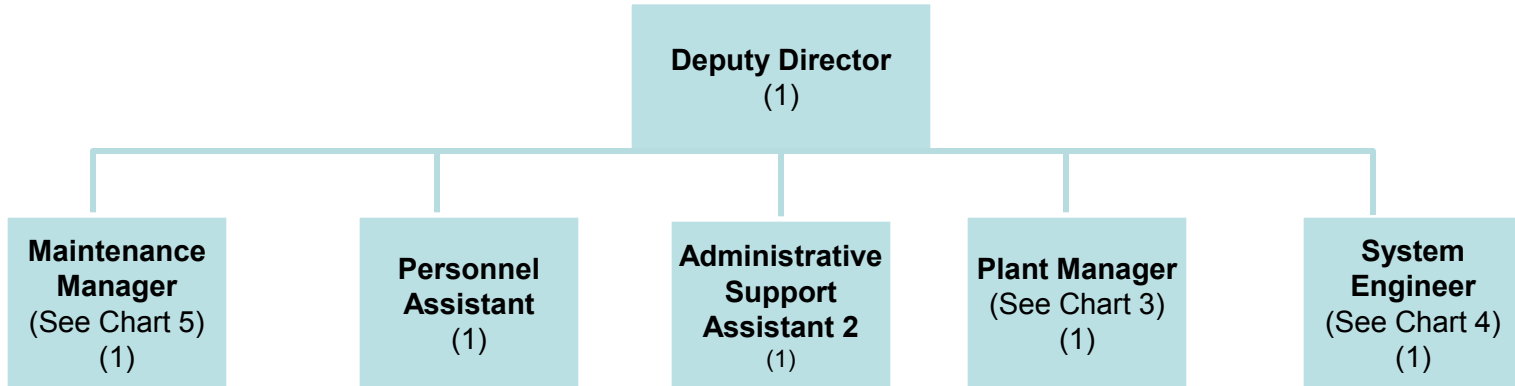 Deputy Director
(1)
Maintenance
Manager
(See Chart 5)
(1)
Personnel
Assistant
(1)
Administrative
Support
Assistant 2
(1)
Plant Manager
(See Chart 3)
(1)
System
Engineer
(See Chart 4)
(1)